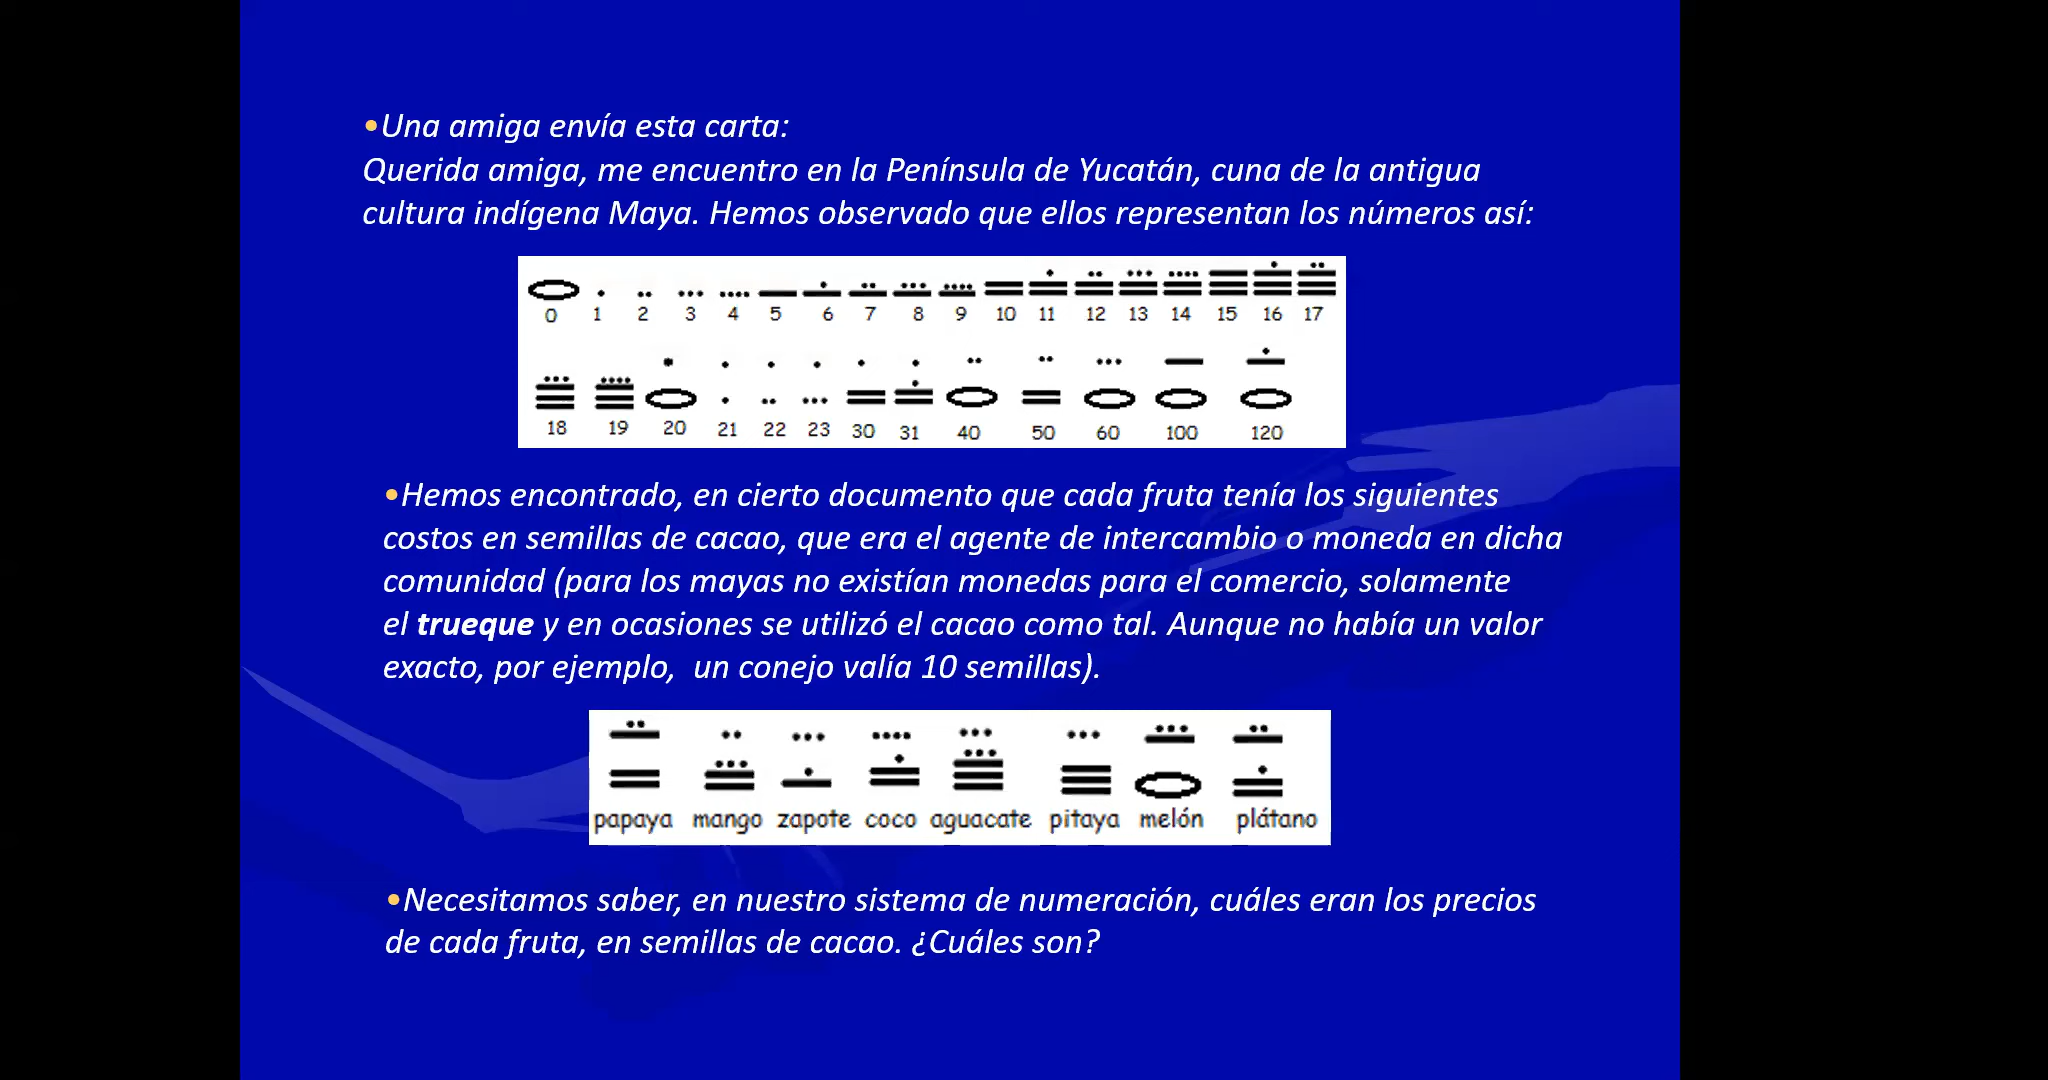 •Una amiga envía esta carta:
Querida amiga, me encuentro en la Península de Yucatán, cuna de la antigua
cultura indígena Maya. Hemos observado que ellos representan los números así:
0 1 2 3 4 5 6 7 8 9 10 11 12 13 14 15 16 17
18 19 20 21 22 23 30 31 40 50 60 100 120
•Hemos encontrado, en cierto documento que cada fruta tenía los siguientes
costos en semillas de cacao, que era el agente de intercambio o moneda en dicha
comunidad (para los mayas no existían monedas para el comercio, solamente
el trueque y en ocasiones se utilizó el cacao como tal. Aunque no había un valor
exacto, por ejemplo, un conejo valía 10 semillas).
papaya mango zapote coco aguacate pitaya melón plátano
•Necesitamos saber, en nuestro sistema de numeración, cuáles eran los precios
de cada fruta, en semillas de cacao. ¿Cuáles son?